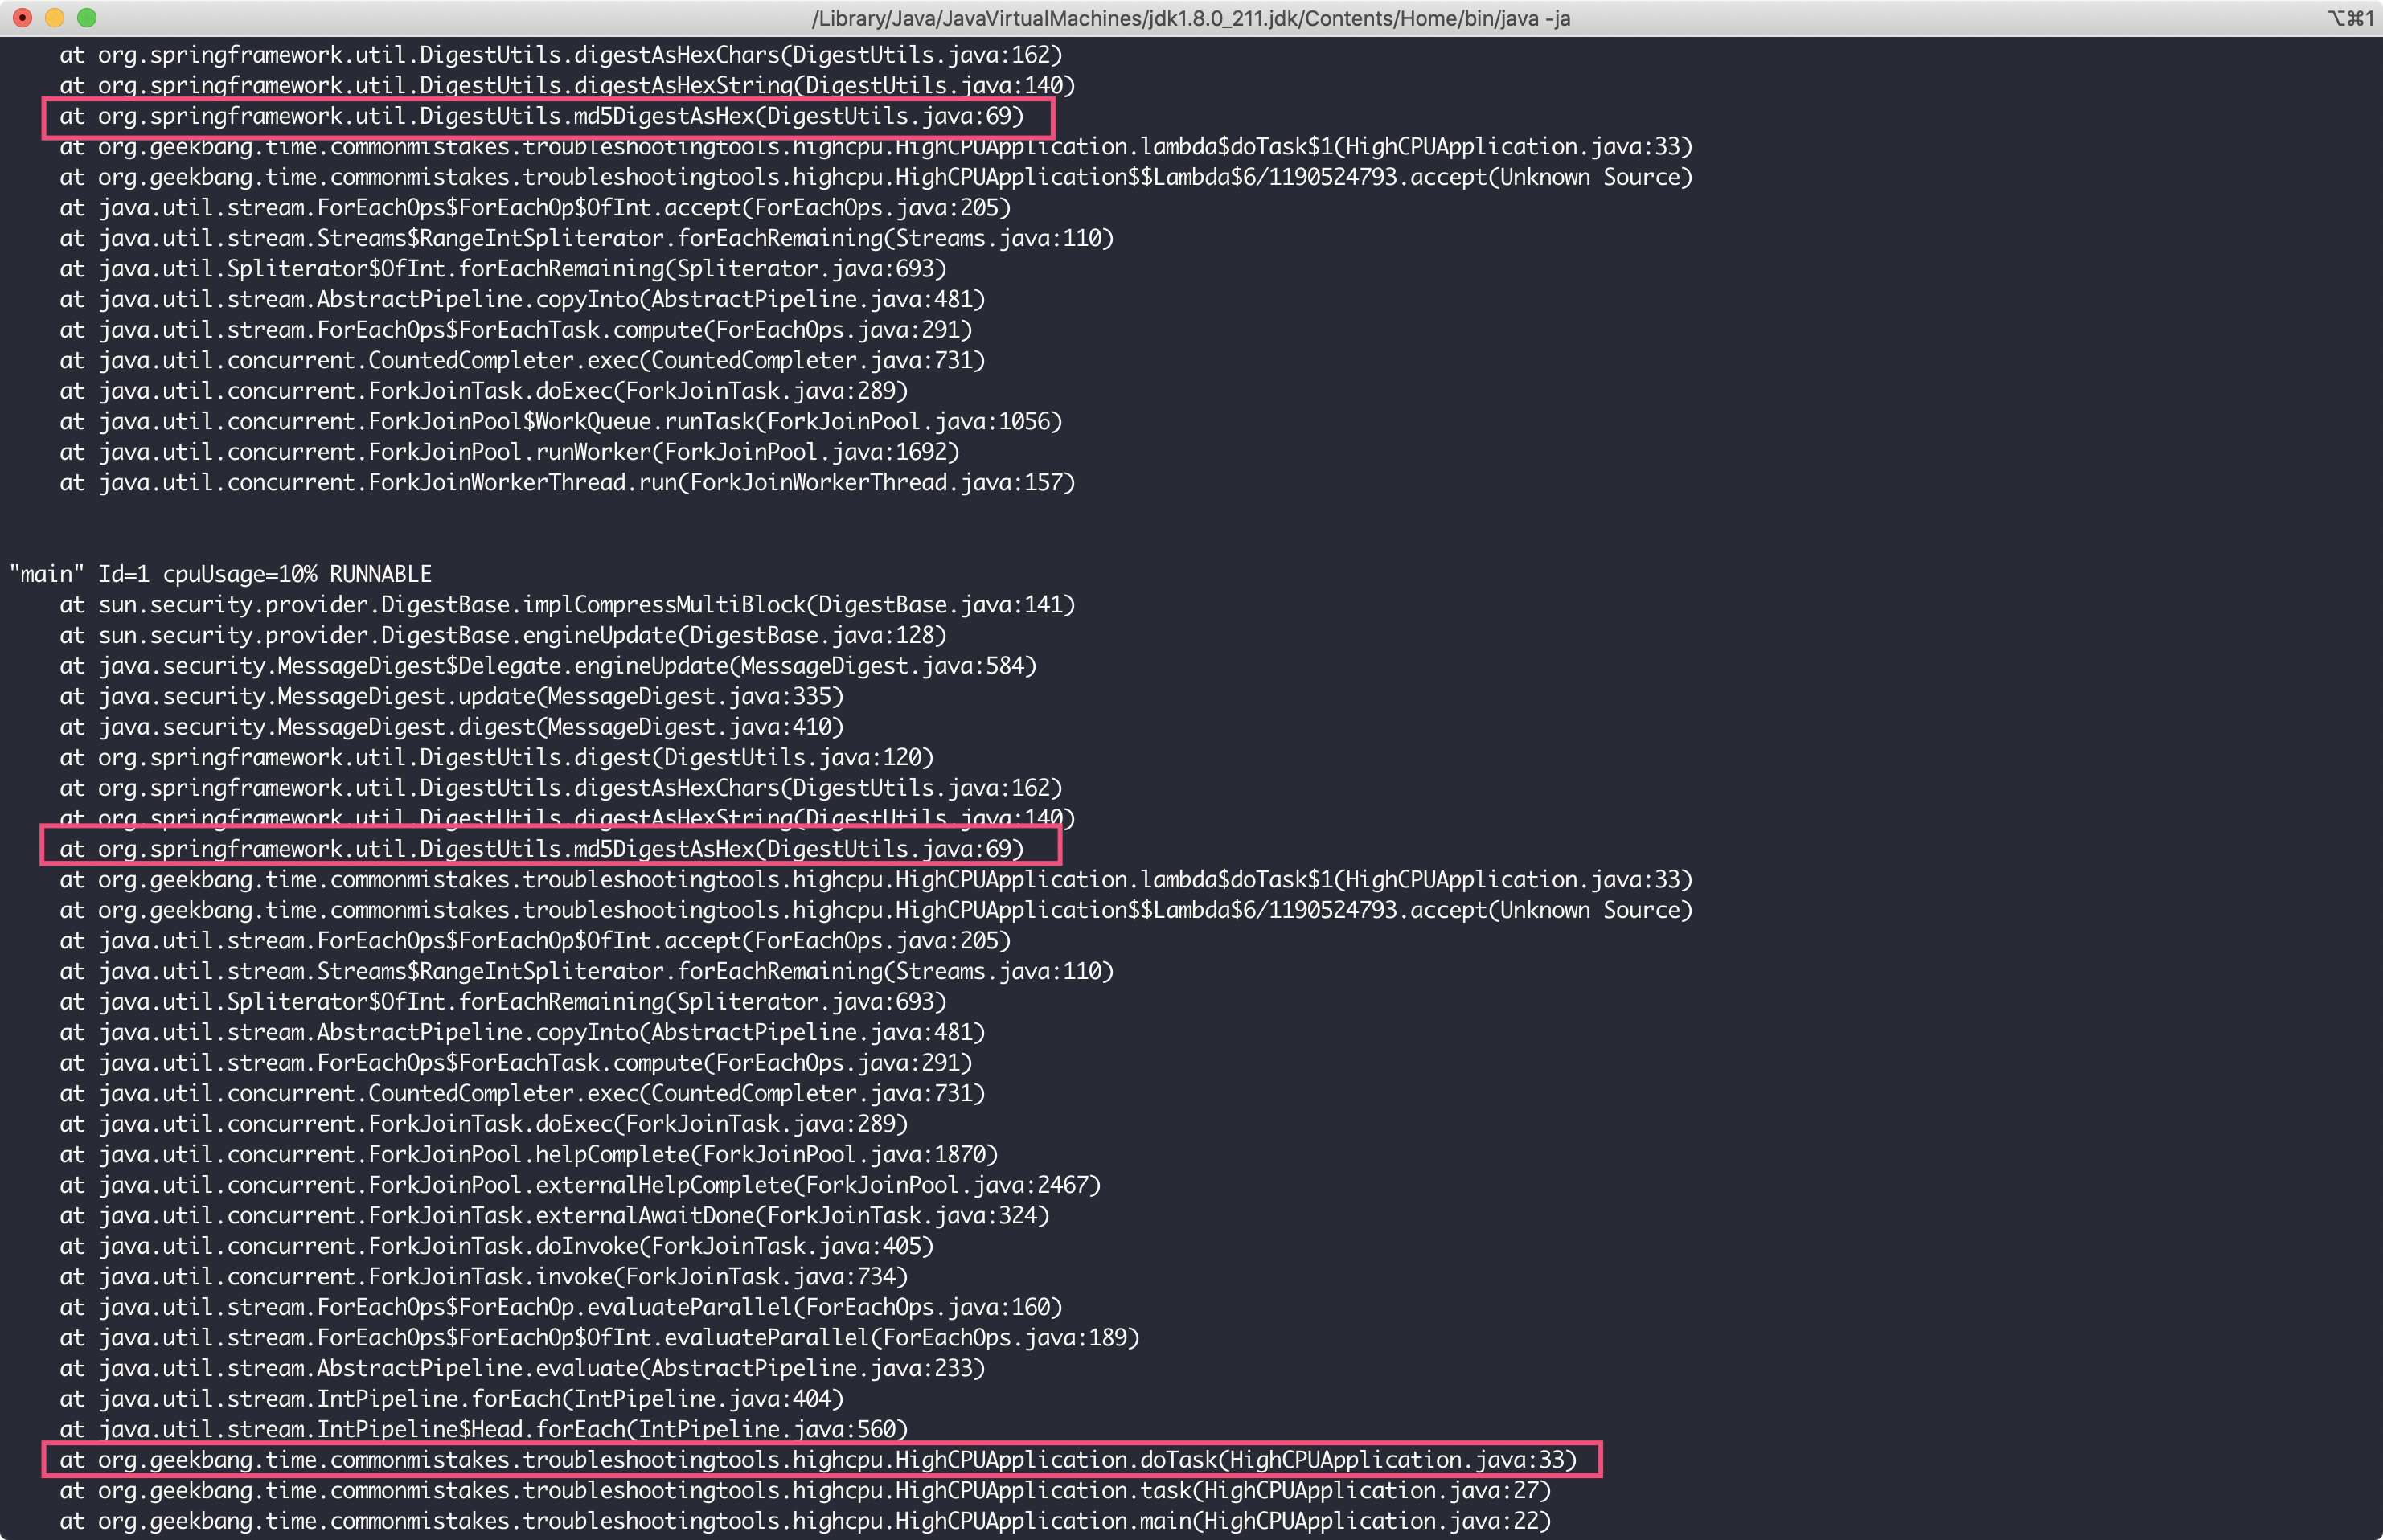 /Library/Java/JavaVirtualMachines/jdk1.8.0_211.jdk/Contents/Home/bin/java -ja
⌥⌘1
at org.springframework.util.DigestUtils.digestAsHexChars(DigestUtils.java:162)
at org.springframework.util.DigestUtils.digestAsHexString(DigestUtils.java:140)
at org.springframework.util.DigestUtils.md5DigestAsHex(DigestUtils.java:69)
at org.geekbang.time.commonmistakes.troubleshootingtools.highcpu.HighCPUApplication.lambda$doTask$1(HighCPUApplication.java:33)
at org.geekbang.time.commonmistakes.troubleshootingtools.highcpu.HighCPUApplication$$Lambda$6/1190524793.accept(Unknown Source)
at java.util.stream.ForEachOps$ForEachOp$OfInt.accept(ForEachOps.java:205)
at java.util.stream.Streams$RangeIntSpliterator.forEachRemaining(Streams.java:110)
at java.util.Spliterator$OfInt.forEachRemaining(Spliterator.java:693)
at java.util.stream.AbstractPipeline.copyInto(AbstractPipeline.java:481)
at java.util.stream.ForEachOps$ForEachTask.compute(ForEachOps.java:291)
at java.util.concurrent.CountedCompleter.exec(CountedCompleter.java:731)
at java.util.concurrent.ForkJoinTask.doExec(ForkJoinTask.java:289)
at java.util.concurrent.ForkJoinPool$WorkQueue.runTask(ForkJoinPool.java:1056)
at java.util.concurrent.ForkJoinPool.runWorker(ForkJoinPool.java:1692)
at java.util.concurrent.ForkJoinWorkerThread.run(ForkJoinWorkerThread.java:157)
"main" Id=1 cpuUsage=10% RUNNABLE
at sun.security.provider.DigestBase.implCompressMultiBlock(DigestBase.java:141)
at sun.security.provider.DigestBase.engineUpdate(DigestBase.java:128)
at java.security.MessageDigest$Delegate.engineUpdate(MessageDigest.java:584)
at java.security.MessageDigest.update(MessageDigest.java:335)
at java.security.MessageDigest.digest(MessageDigest.java:410)
at org.springframework.util.DigestUtils.digest(DigestUtils.java:120)
at org.springframework.util.DigestUtils.digestAsHexChars(DigestUtils.java:162)
at org.springframework.util.DigestUtils.digestAsHexString(DigestUtils.java:140)
at org.springframework.util.DigestUtils.md5DigestAsHex(DigestUtils.java:69)
at org.geekbang.time.commonmistakes.troubleshootingtools.highcpu.HighCPUApplication.lambda$doTask$1(HighCPUApplication.java:33)
at org.geekbang.time.commonmistakes.troubleshootingtools.highcpu.HighCPUApplication$$Lambda$6/1190524793.accept(Unknown Source)
at java.util.stream.ForEachOps$ForEachOp$OfInt.accept(ForEachOps.java:205)
at java.util.stream.Streams$RangeIntSpliterator.forEachRemaining(Streams.java:110)
at java.util.Spliterator$OfInt.forEachRemaining(Spliterator.java:693)
at java.util.stream.AbstractPipeline.copyInto(AbstractPipeline.java:481)
at java.util.stream.ForEachOps$ForEachTask.compute(ForEachOps.java:291)
at java.util.concurrent.CountedCompleter.exec(CountedCompleter.java:731)
at java.util.concurrent.ForkJoinTask.doExec(ForkJoinTask.java:289)
at java.util.concurrent.ForkJoinPool.helpComplete(ForkJoinPool.java:1870)
at java.util.concurrent.ForkJoinPool.externalHelpComplete(ForkJoinPool.java:2467)
at java.util.concurrent.ForkJoinTask.externalAwaitDone(ForkJoinTask.java:324)
at java.util.concurrent.ForkJoinTask.doInvoke(ForkJoinTask.java:405)
at java.util.concurrent.ForkJoinTask.invoke(ForkJoinTask.java:734)
at java.util.stream.ForEachOps$ForEachOp.evaluateParallel(ForEachOps.java:160)
at java.util.stream.ForEachOps$ForEachOp$OfInt.evaluateParallel(ForEachOps.java:189)
at java.util.stream.AbstractPipeline.evaluate(AbstractPipeline.java:233)
at java.util.stream.IntPipeline.forEach(IntPipeline.java:404)
at java.util.stream.IntPipeline$Head.forEach(IntPipeline.java:560)
at org.geekbang.time.commonmistakes.troubleshootingtools.highcpu.HighCPUApplication.doTask(HighCPUApplication.java:33)
at org.geekbang.time.commonmistakes.troubleshootingtools.highcpu.HighCPUApplication.task(HighCPUApplication.java:27)
at org.geekbang.time.commonmistakes.troubleshootingtools.highcpu.HighCPUApplication.main(HighCPUApplication.java:22)